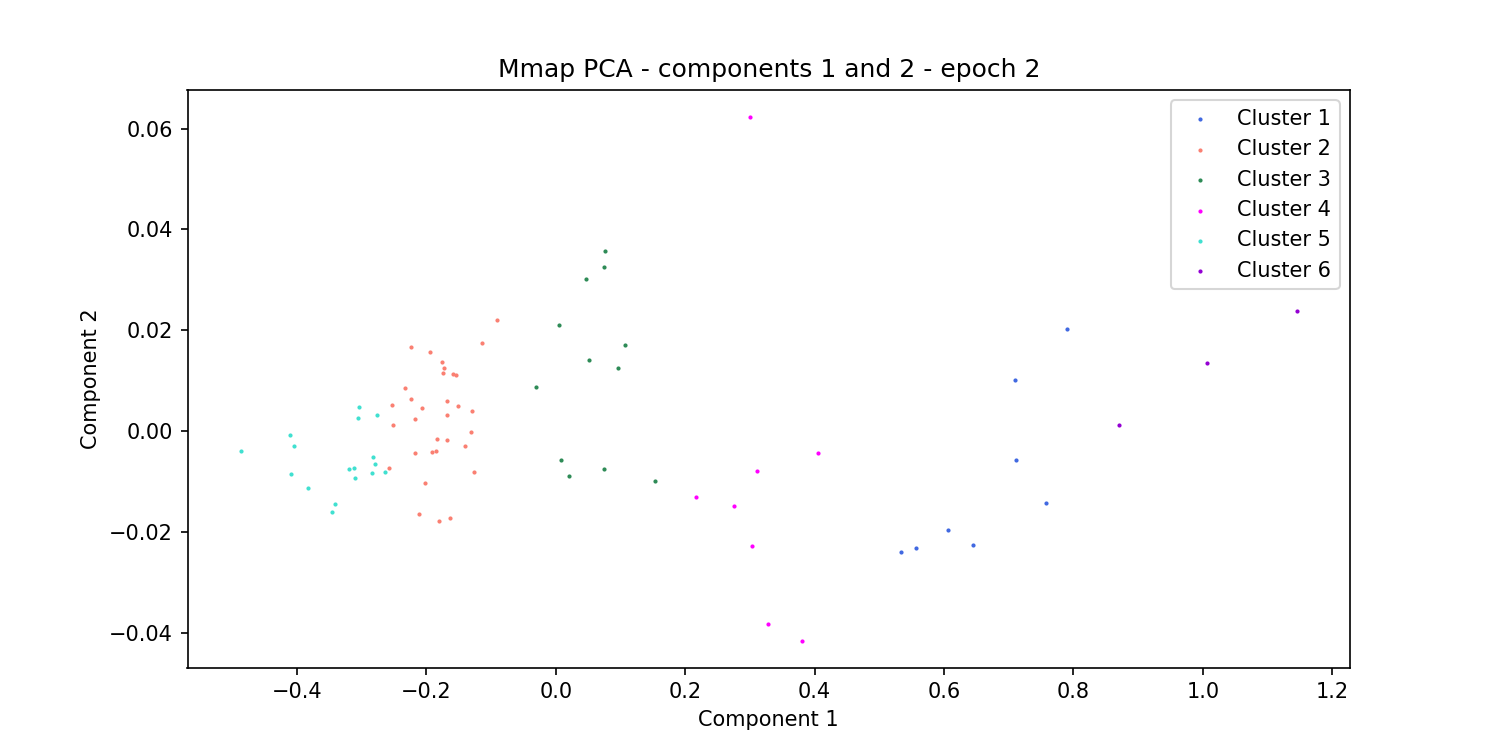 Mmap PCA - components 1 and 2 - epoch 2
Cluster 1
Cluster 2
Cluster 3
Cluster 4
Cluster 5
Cluster 6
0.06
0.04
0.02
0.00
−0.02
−0.04
Component 2
−0.4 −0.2 0.0 0.2 0.4 0.6 0.8 1.0 1.2
Component 1